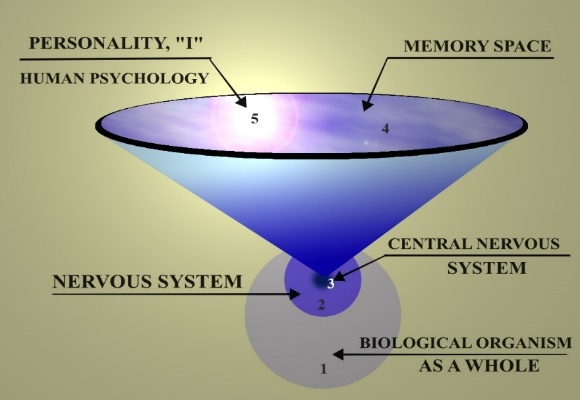 PERSONALITY, "I"
HUMAN PSYCHOLOGY
MEMORY SPACE
5
4
CENTRAL NERVOUS
SYSTEM
3
NERVOUS SYSTEM
2
BIOLOGICAL ORGANISM
AS A WHOLE
1